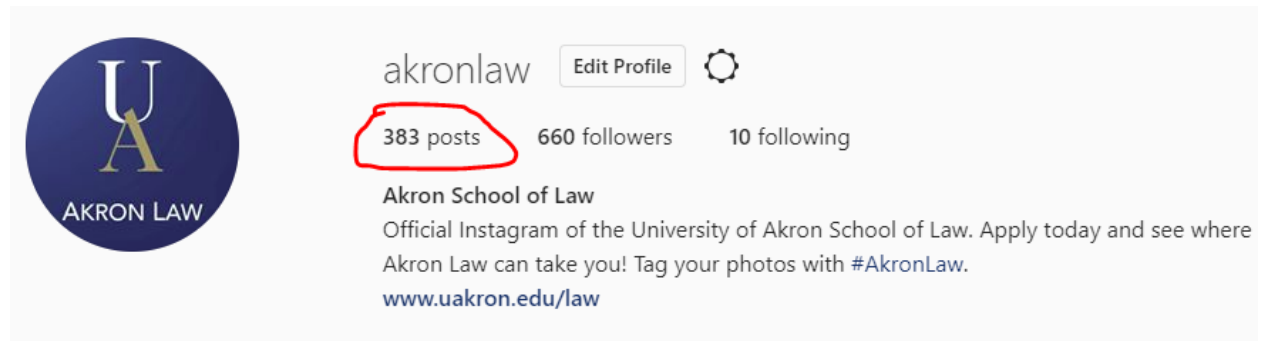 UA
AKRON LAW
akronlaw Edit Profile
383 posts 660 followers 10 following
Akron School of Law
Official Instagram of the University of Akron School of Law. Apply today and see where
Akron Law can take you! Tag your photos with #AkronLaw.
www.uakron.edu/law